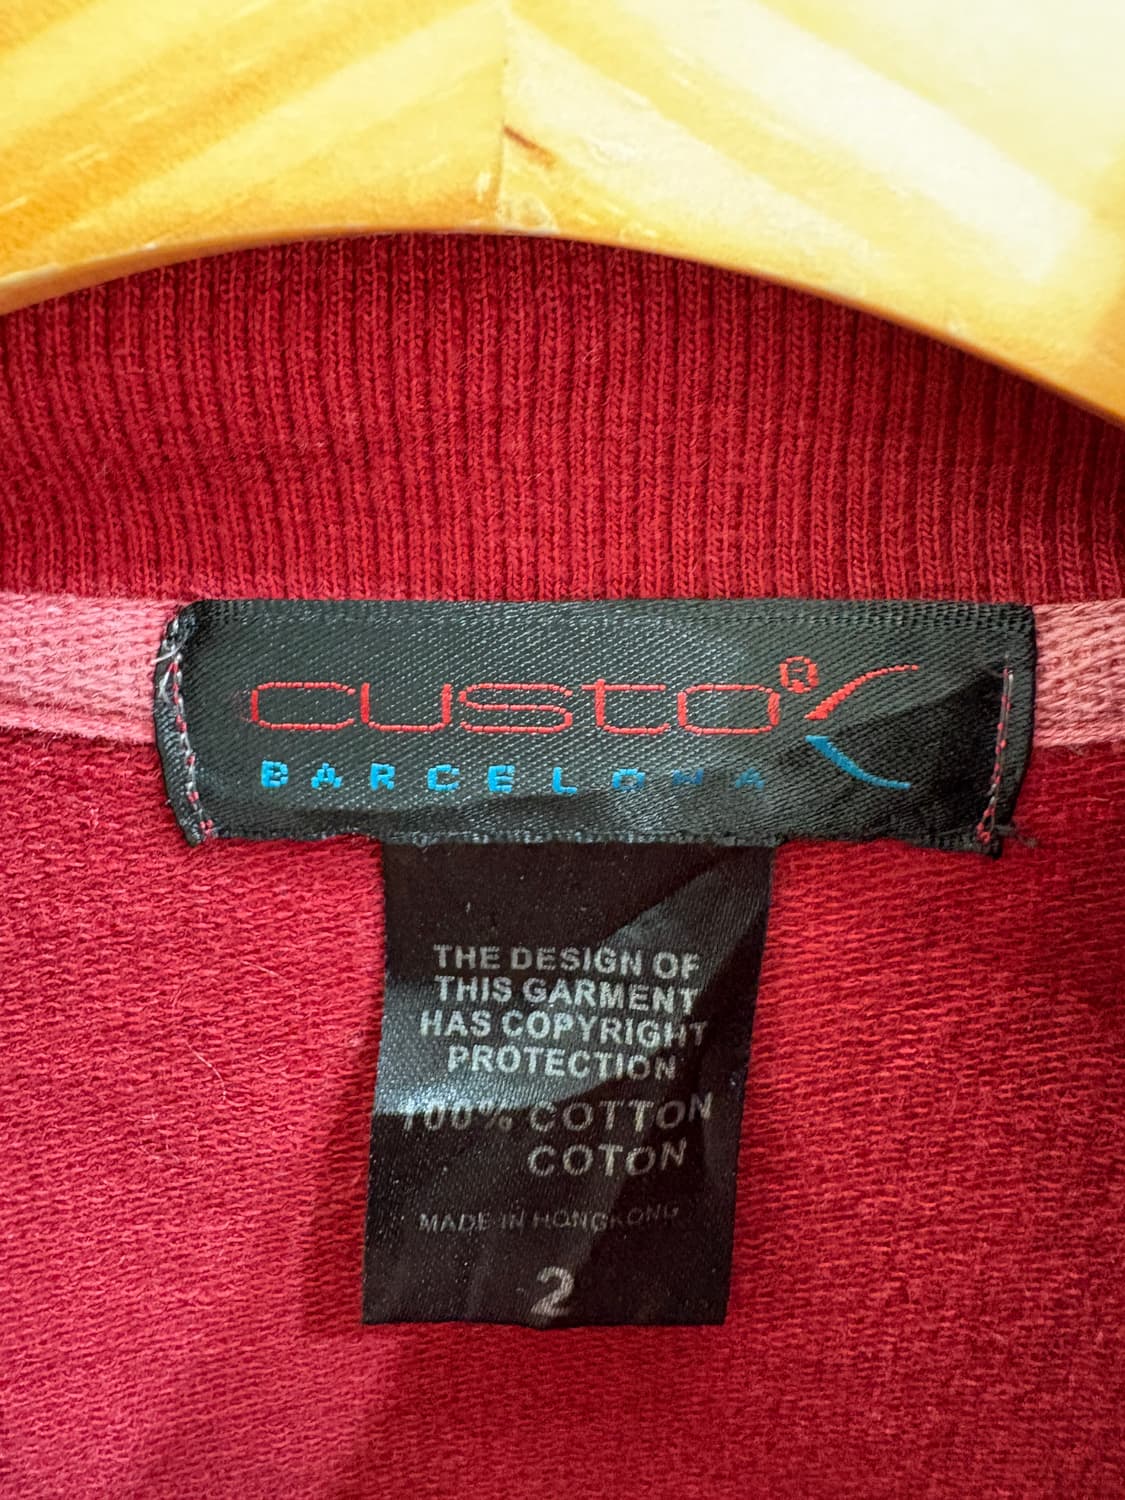 custo®
BARCELONA
THE DESIGN OF
THIS GARMENT
HAS COPYRIGHT
PROTECTION
100% COTTON
COTON
MADE IN HONGKONG
2